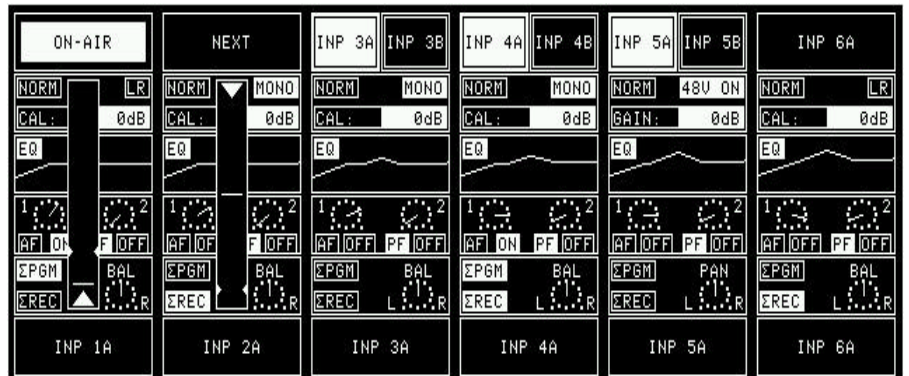 ON-AIR NEXT INP 3A INP 3B INP 4A INP 4B INP 5A INP 5B INP 6A
NORM LR NORM MONO NORM MONO NORM MONO NORM 48V ON NORM LR
CAL: 0dB CAL: 0dB CAL: 0dB CAL: 0dB GAIN: 0dB CAL: 0dB
EQ EQ EQ EQ EQ EQ
1 2 1 2 1 2 1 2 1 2 1 2
AF OFF AF OFF AF OFF PF OFF AF ON PF OFF AF OFF PF OFF AF OFF PF OFF
ΣPGM BAL ΣPGM BAL ΣPGM BAL ΣPGM BAL ΣPGM PAN ΣPGM BAL
ΣREC R ΣREC R ΣREC L R ΣREC L R ΣREC L R ΣREC L R
INP 1A INP 2A INP 3A INP 4A INP 5A INP 6A